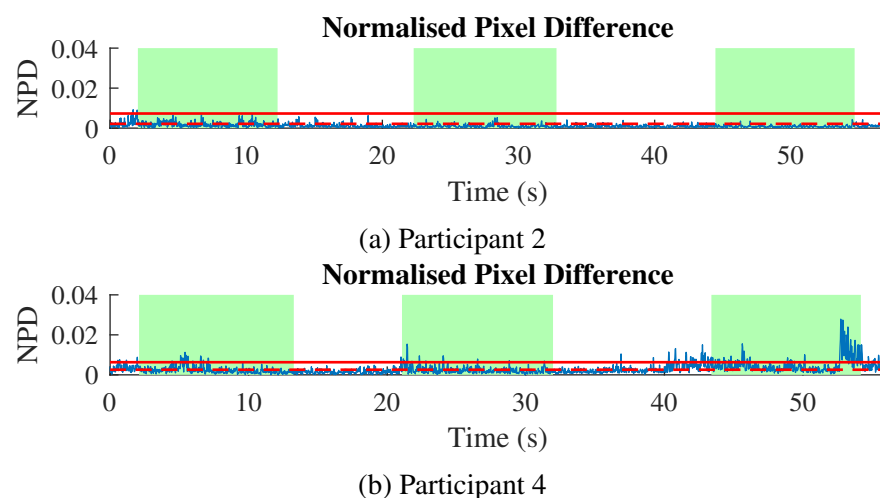 Normalised Pixel Difference
0.04
0.02
0
NPD
0 10 20 30 40 50
Time (s)
(a) Participant 2
Normalised Pixel Difference
0.04
0.02
0
NPD
0 10 20 30 40 50
Time (s)
(b) Participant 4